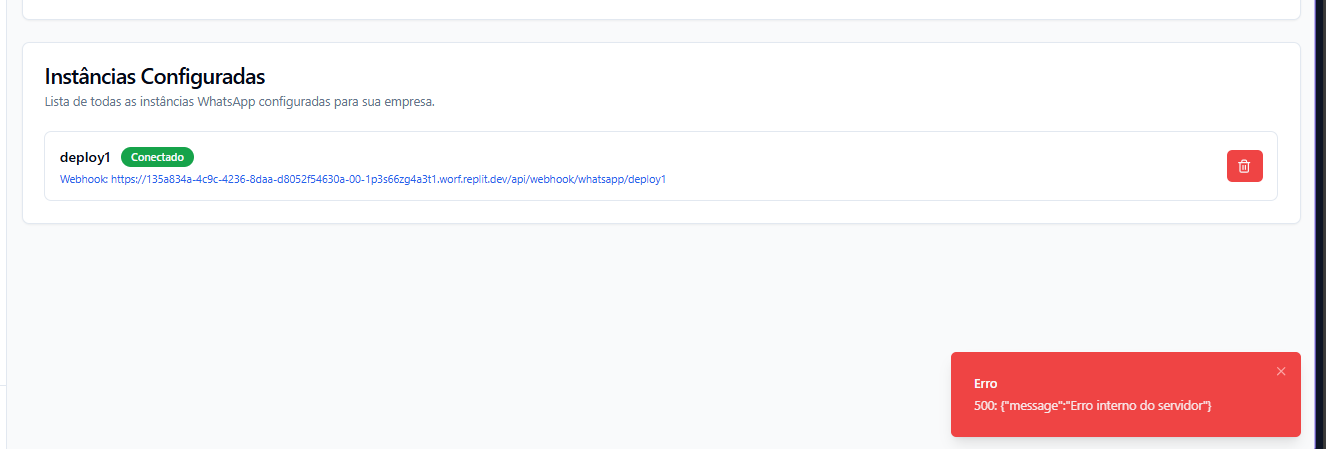 Instâncias Configuradas
Lista de todas as instâncias WhatsApp configuradas para sua empresa.
deploy1 Conectado
Webhook: https://135a834a-4c9c-4236-8daa-d8052f54630a-00-1p3s66zg4a3t1.worf.replit.dev/api/webhook/whatsapp/deploy1
Erro
500: {"message":"Erro interno do servidor"}